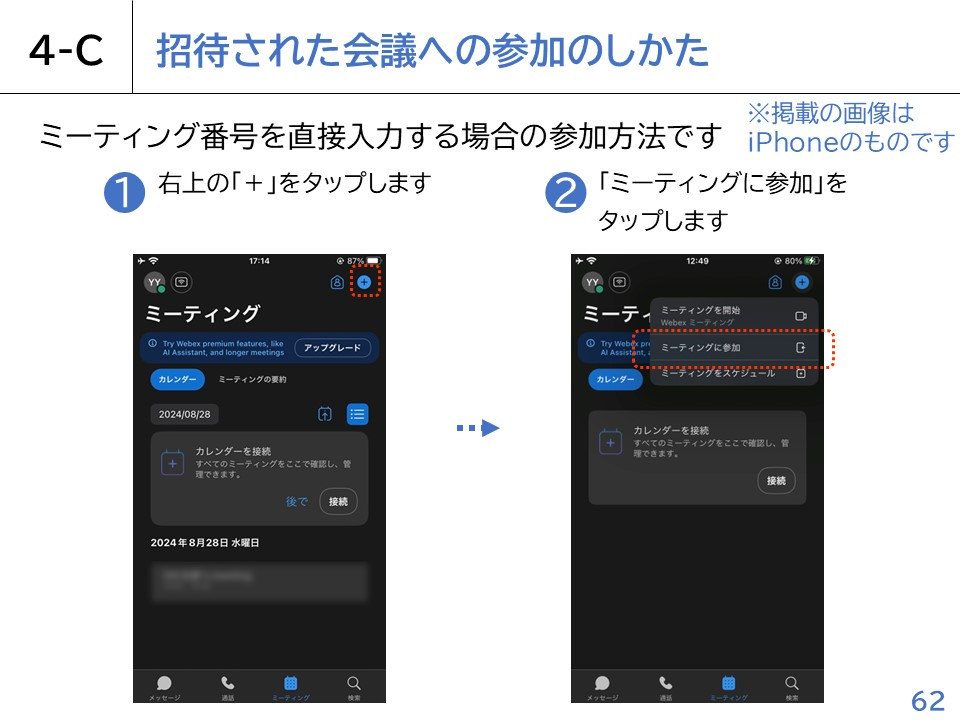 4-C
招待された会議への参加のしかた
ミーティング番号を直接入力する場合の参加方法です
※掲載の画像は
iPhoneのものです
1
右上の「＋」をタップします
2
「ミーティングに参加」を
タップします
17:14
87%
YY
ミーティング
Try Webex premium features, like
AI Assistant, and longer meetings
アップグレード
カレンダー
ミーティングの要約
2024/08/28
カレンダーを接続
すべてのミーティングをここで確認し、管
理できます。
後で
接続
2024年8月28日 水曜日
メッセージ
通話
ミーティング
検索
12:49
80%
YY
ミーティ
ミーティングを開始
Webex ミーティング
Try Webex pr
AI Assistant, a
ミーティングに参加
ミーティングをスケジュール
カレンダー
カレンダーを接続
すべてのミーティングをここで確認し、管
理できます。
接続
メッセージ
通話
ミーティング
検索
62